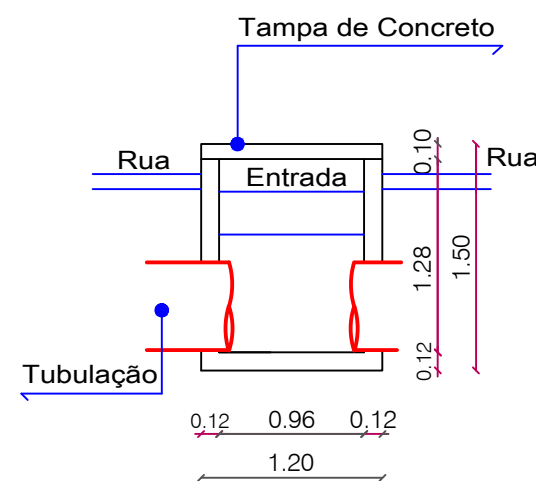 Tampa de Concreto
Rua
Rua
Entrada
0.10
1.28
1.50
0.12
Tubulação
0.12 0.96 0.12
1.20